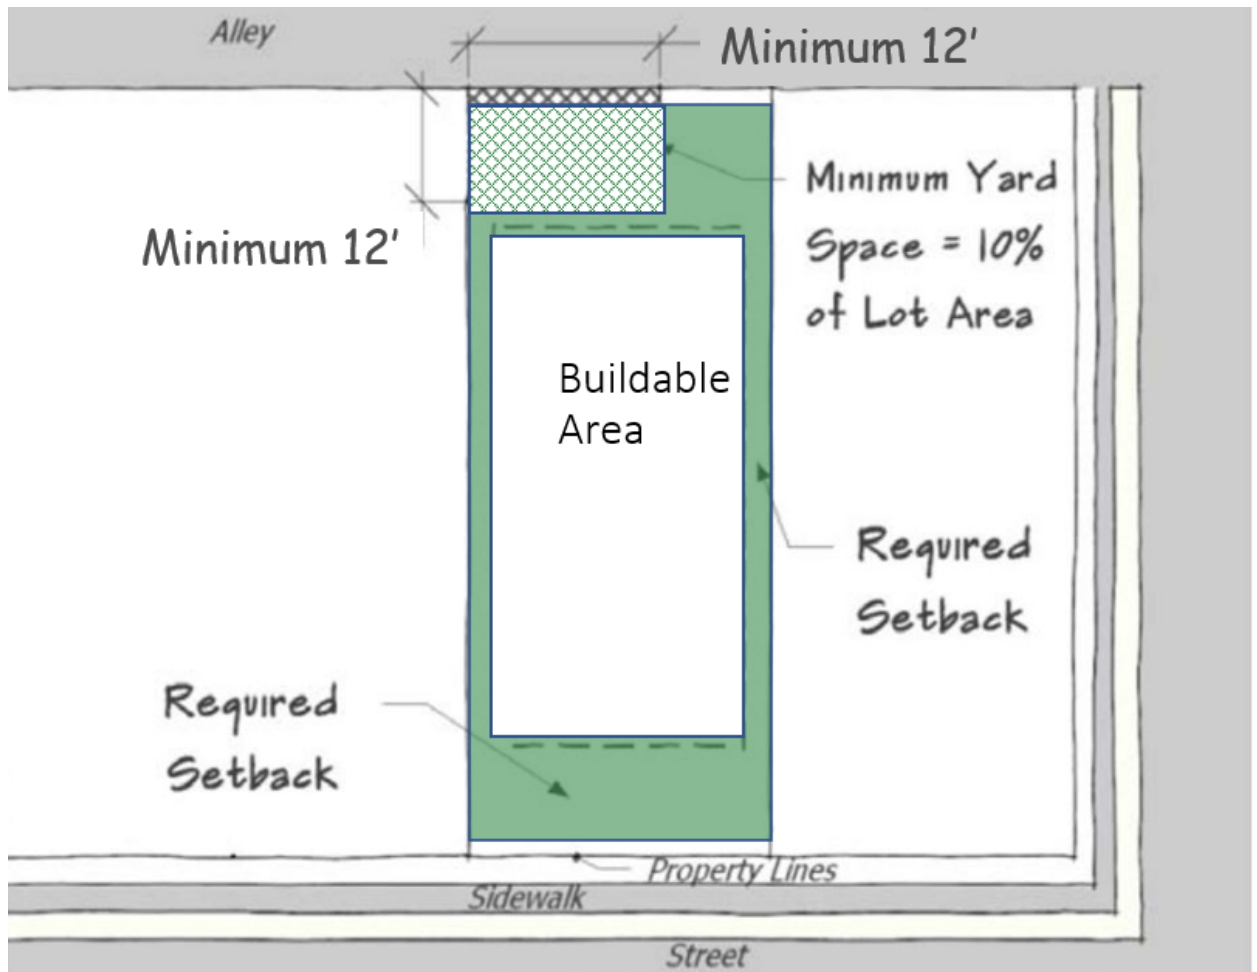 Alley
Minimum 12'
Minimum Yard
Space = 10%
of Lot Area
Minimum 12'
Buildable
Area
Required
Setback
Required
Setback
Property Lines
Sidewalk
Street